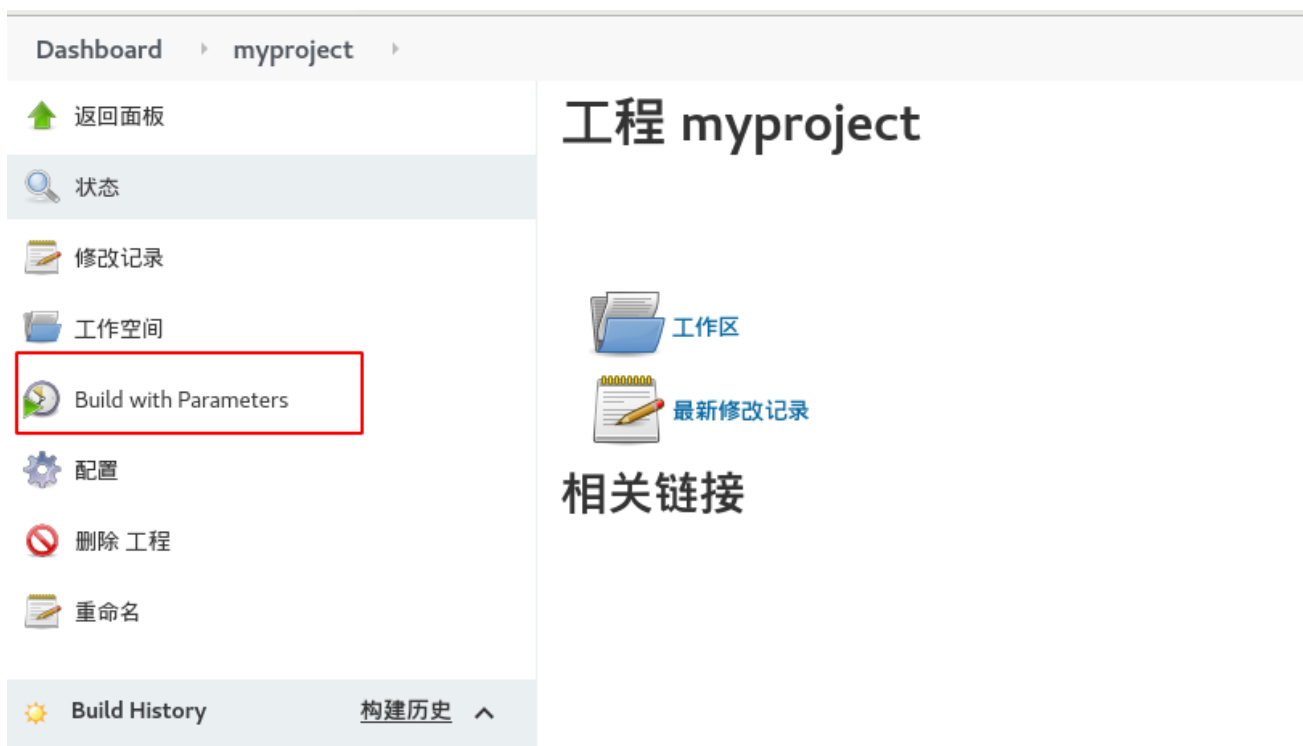 Dashboard myproject
返回面板
状态
修改记录
工作空间
Build with Parameters
配置
删除 工程
重命名
Build History 构建历史
工程 myproject
工作区
最新修改记录
相关链接